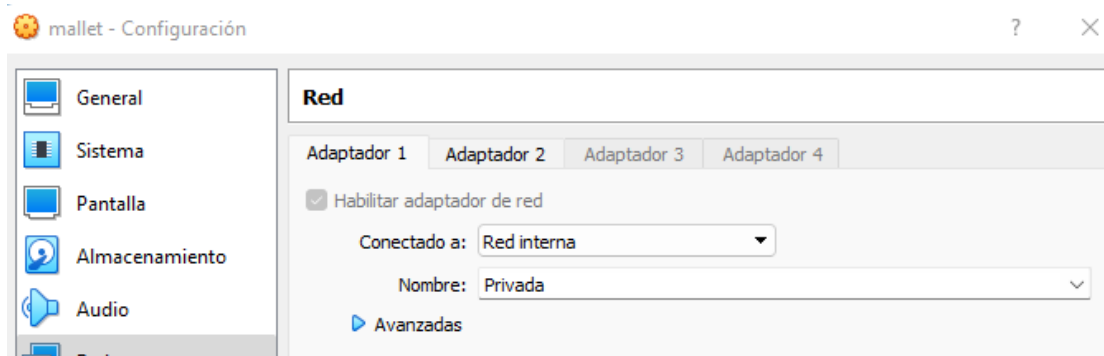 mallet - Configuración
?
General
Red
Sistema
Adaptador 1 Adaptador 2 Adaptador 3 Adaptador 4
Pantalla
Habilitar adaptador de red
Conectado a: Red interna
Almacenamiento
Nombre: Privada
Audio
Avanzadas